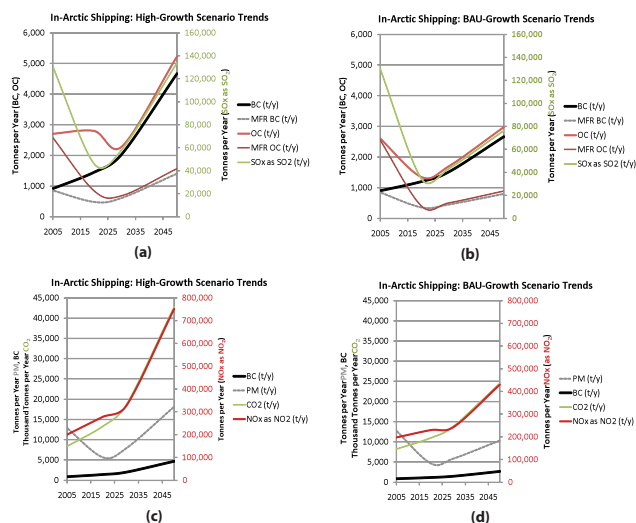 In-Arctic Shipping: High-Growth Scenario Trends
6,000
5,000
4,000
3,000
2,000
1,000
0
Tonnes per Year (BC, OC)
160,000
140,000
120,000
100,000
80,000
60,000
40,000
20,000
0
Tonnes per Year (SOx as SO2)
2005
2015
2025
2035
2045
BC (t/y)
MFR BC (t/y)
OC (t/y)
MFR OC (t/y)
SOx as SO2 (t/y)
(a)
In-Arctic Shipping: BAU-Growth Scenario Trends
6,000
5,000
4,000
3,000
2,000
1,000
0
Tonnes per Year (BC, OC)
160,000
140,000
120,000
100,000
80,000
60,000
40,000
20,000
0
Tonnes per Year (SOx as SO2)
2005
2015
2025
2035
2045
BC (t/y)
MFR BC (t/y)
OC (t/y)
MFR OC (t/y)
SOx as SO2 (t/y)
(b)
In-Arctic Shipping: High-Growth Scenario Trends
45,000
40,000
35,000
30,000
25,000
20,000
15,000
10,000
5,000
0
Tonnes per Year PM, BC
Thousand Tonnes per Year CO2
800,000
700,000
600,000
500,000
400,000
300,000
200,000
100,000
0
Tonnes per Year (NOx as NO2)
2005
2015
2025
2035
2045
BC (t/y)
PM (t/y)
CO2 (t/y)
NOx as NO2 (t/y)
(c)
In-Arctic Shipping: BAU-Growth Scenario Trends
45,000
40,000
35,000
30,000
25,000
20,000
15,000
10,000
5,000
0
Tonnes per Year PM, BC
Thousand Tonnes per Year CO2
800,000
700,000
600,000
500,000
400,000
300,000
200,000
100,000
0
Tonnes per Year (NOx as NO2)
2005
2015
2025
2035
2045
PM (t/y)
BC (t/y)
CO2 (t/y)
NOx as NO2 (t/y)
(d)